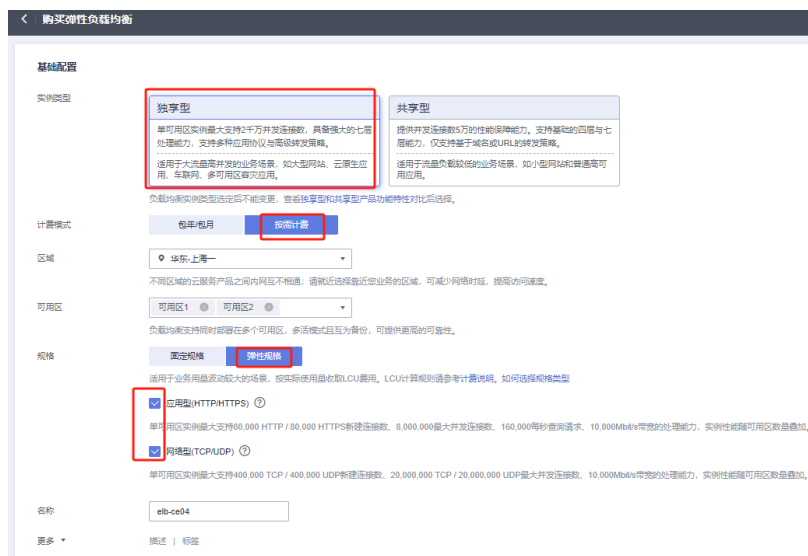 购买弹性负载均衡
基础配置
实例类型
独享型
单可用区实例最大支持2千万并发连接数，具备强大的七层
处理能力，支持多种应用协议与高级转发策略。
适用于大流量高并发的业务场景，如大型网站、云原生应
用、车联网、多可用区容灾应用。
共享型
提供并发连接数5万的性能保障能力。支持基础的四层与七
层能力，仅支持基于域名或URL的转发策略。
适用于流量负载较低的业务场景，如小型网站和普通高可
用应用。
负载均衡实例类型选定后不能变更，查看独享型和共享型产品功能特性对比后选择。
计费模式
包年/包月 按需计费
区域
华东-上海一
不同区域的云服务产品之间内网互不相通；请就近选择靠近您业务的区域，可减少网络时延，提高访问速度。
可用区
可用区1 可用区2
负载均衡支持同时部署在多个可用区，多活模式且互为备份，可提供更高的可靠性。
规格
固定规格 弹性规格
适用于业务用量波动较大的场景，按实际使用量收取LCU费用。LCU计算规则请参考计费说明。如何选择规格类型
应用型(HTTP/HTTPS)
单可用区实例最大支持80,000 HTTP / 80,000 HTTPS新建连接数、8,000,000最大并发连接数、160,000每秒查询请求、10,000Mbit/s带宽的处理能力，实例性能随可用区数量叠加。
网络型(TCP/UDP)
单可用区实例最大支持400,000 TCP / 400,000 UDP新建连接数、20,000,000 TCP / 20,000,000 UDP最大并发连接数、10,000Mbit/s带宽的处理能力，实例性能随可用区数量叠加。
名称
elb-ce04
更多 描述 | 标签